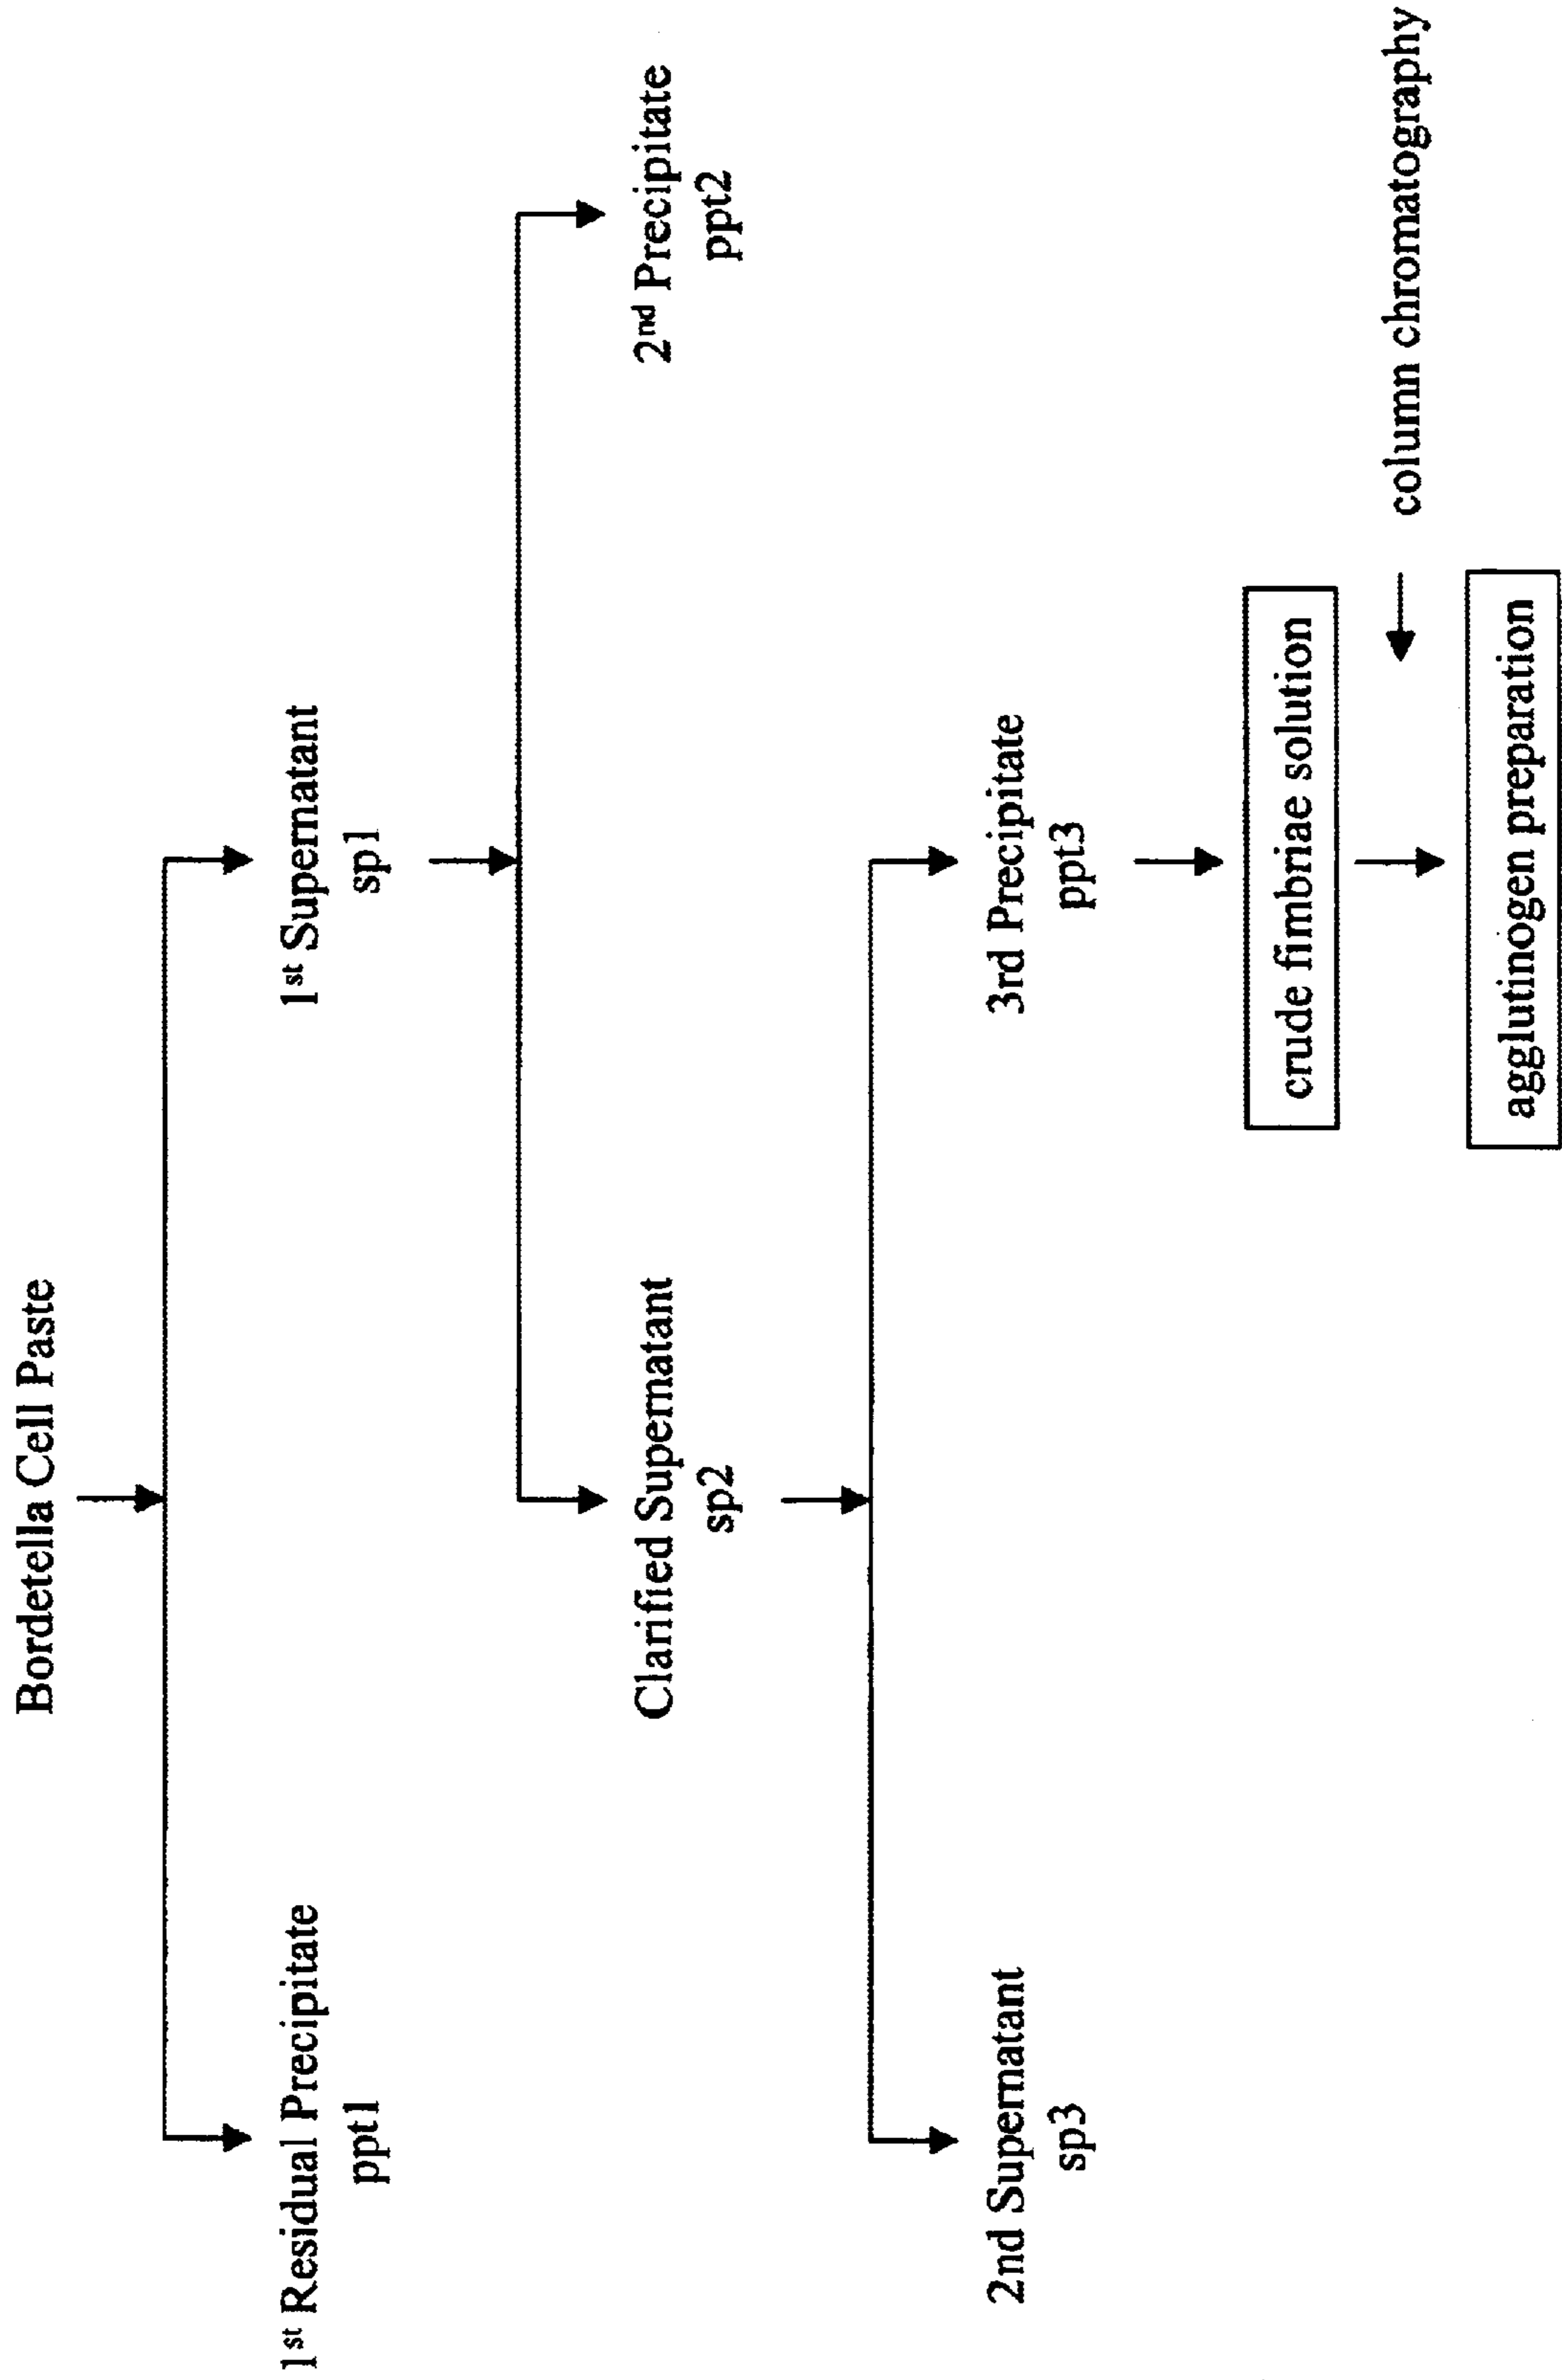 Bordetella Cell Paste
1st Residual Precipitate
ppt1
1st Supernatant
sp1
Clarified Supernatant
sp2
2nd Precipitate
ppt2
2nd Supernatant
sp3
3rd Precipitate
ppt3
crude fimbriae solution
column chromatography
agglutinogen preparation